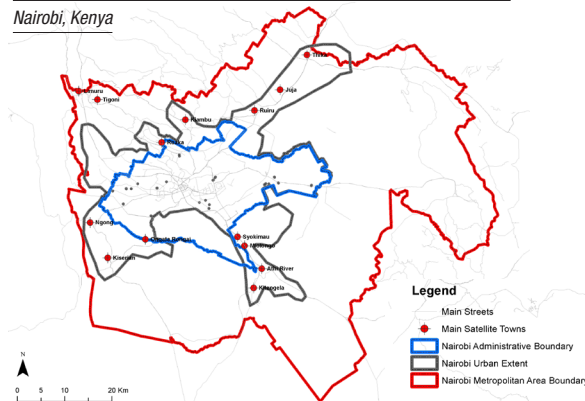 Nairobi, Kenya
Thika
Limuru
Tigoni
Juja
Ruiru
Kiambu
Ngong
Syokimau
Mlolongo
Kiserian
Athi River
Kitengela
Legend
Main Streets
Main Satellite Towns
Nairobi Administrative Boundary
Nairobi Urban Extent
Nairobi Metropolitan Area Boundary
N
0 5 10 20 Km